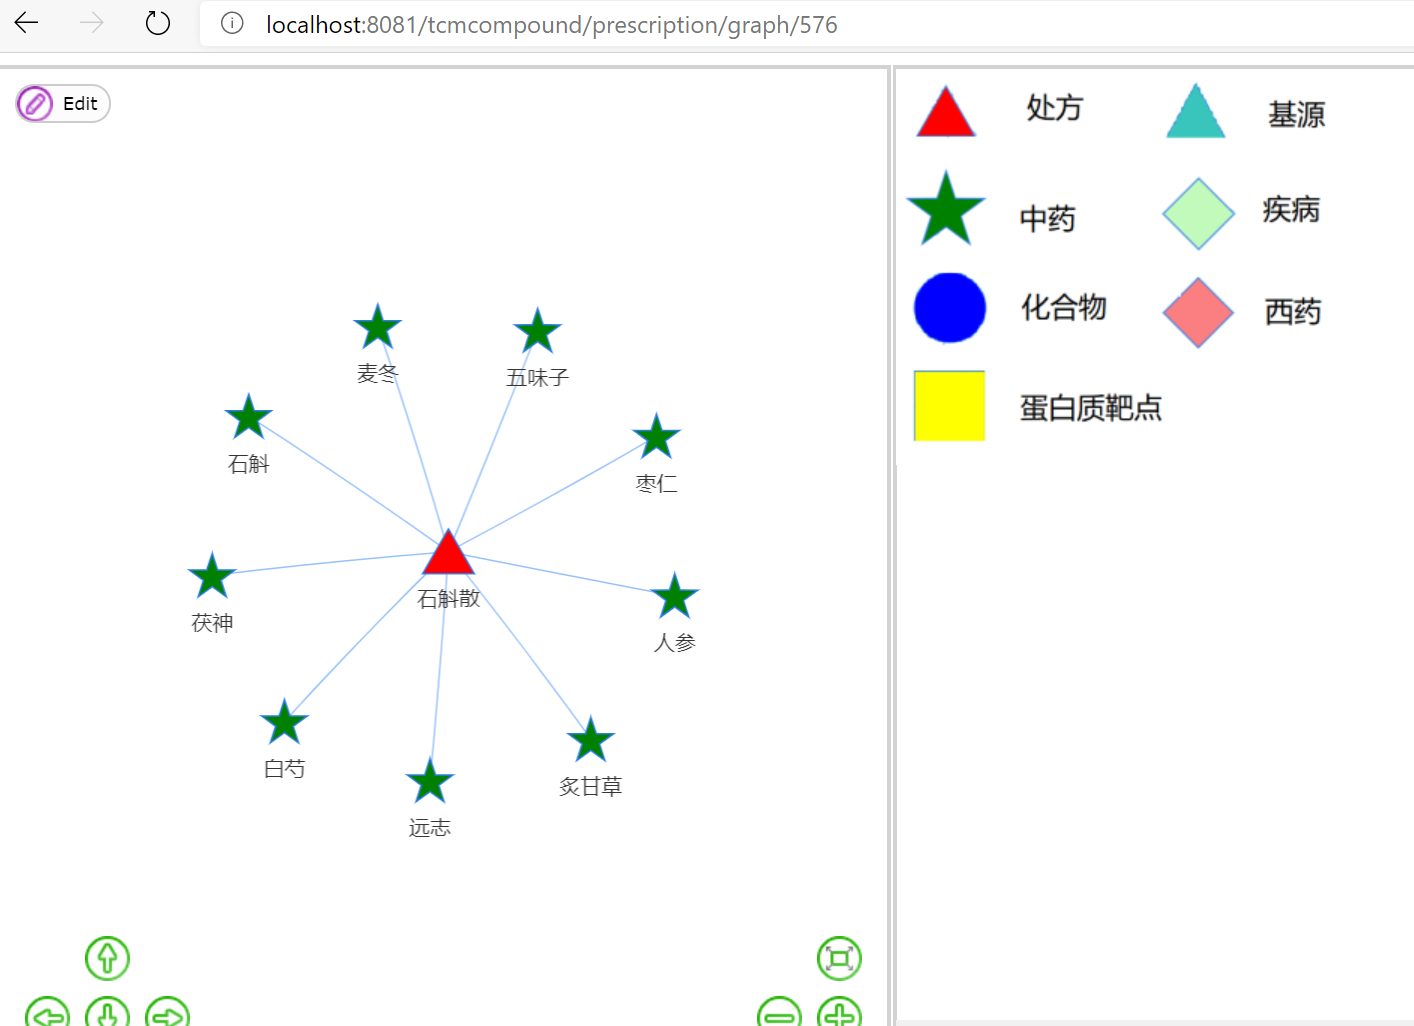 localhost:8081/tcmcompound/prescription/graph/576
Edit
麦冬
五味子
石斛
枣仁
石斛散
茯神
人参
白芍
炙甘草
远志
处方
基源
中药
疾病
化合物
西药
蛋白质靶点